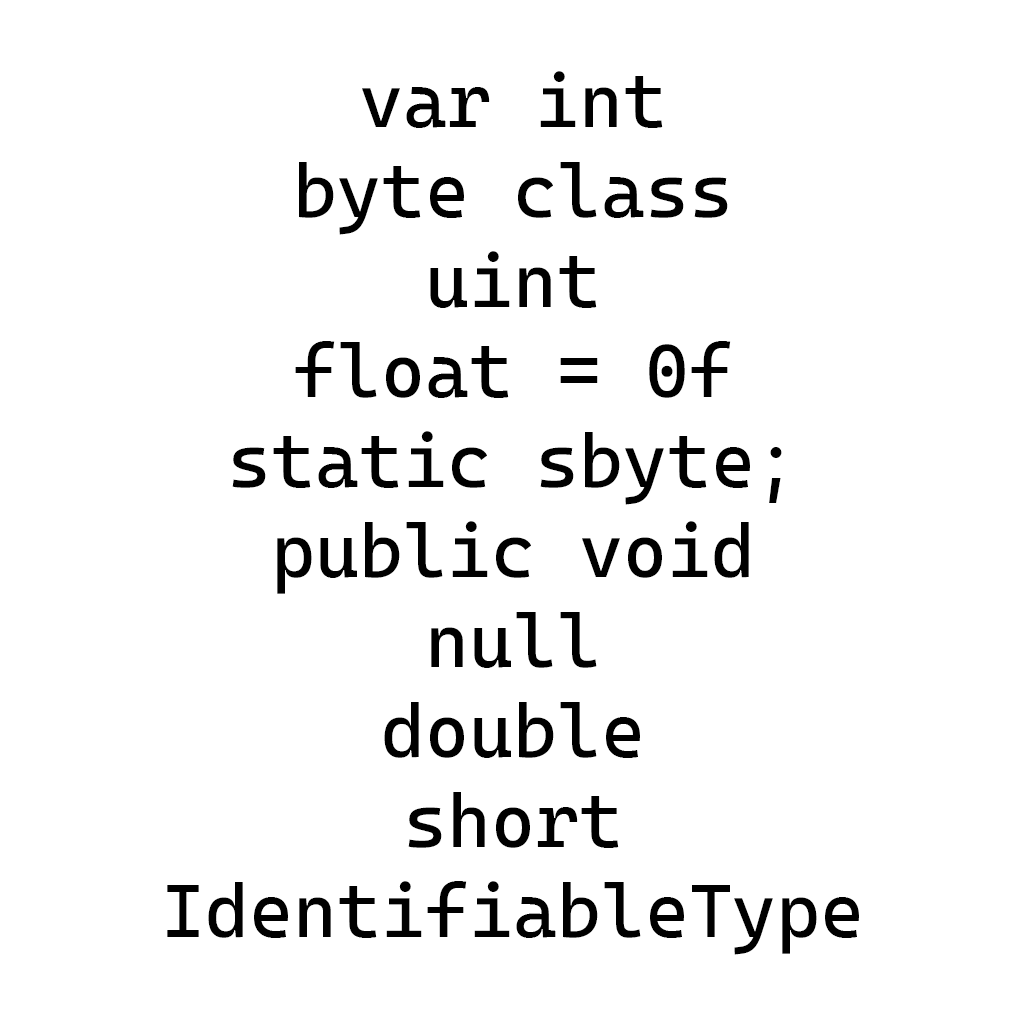 var int
byte class
uint
float = 0f
static sbyte;
public void
null
double
short
IdentifiableType